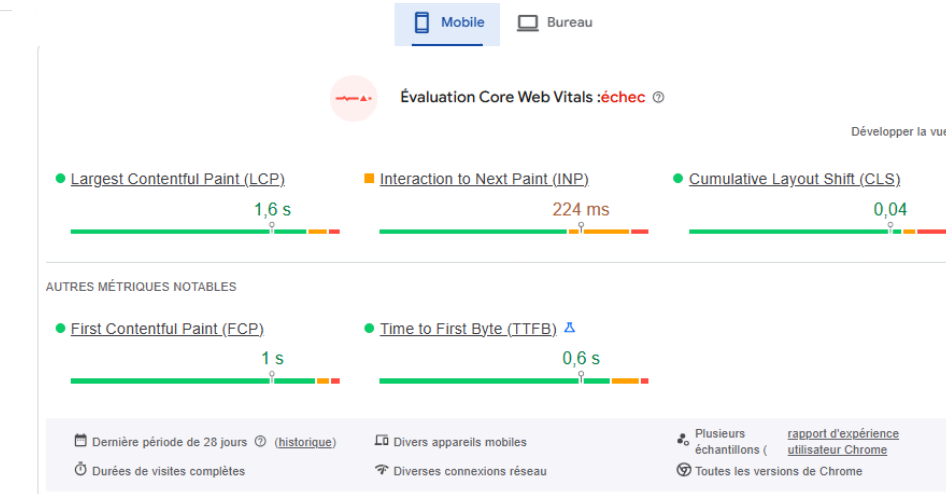 Mobile
Bureau
Évaluation Core Web Vitals :échec
Développer la vue
Largest Contentful Paint (LCP)
1,6 s
Interaction to Next Paint (INP)
224 ms
Cumulative Layout Shift (CLS)
0,04
AUTRES MÉTRIQUES NOTABLES
First Contentful Paint (FCP)
1 s
Time to First Byte (TTFB)
0,6 s
Dernière période de 28 jours (historique)
Divers appareils mobiles
Plusieurs
échantillons (
rapport d'expérience
utilisateur Chrome
Durées de visites complètes
Diverses connexions réseau
Toutes les versions de Chrome